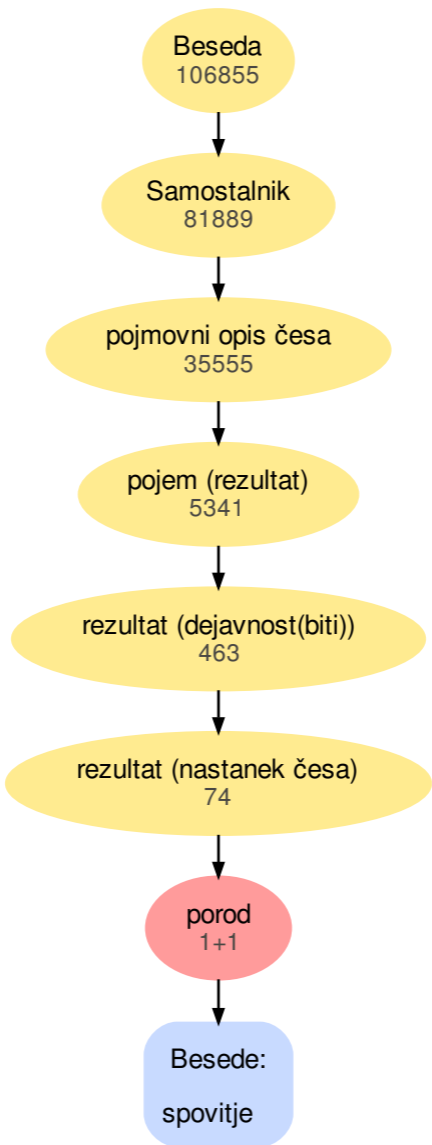 Beseda
106855
Samostalnik
81889
pojmovni opis česa
35555
pojem (rezultat)
5341
rezultat (dejavnost(biti))
463
rezultat (nastanek česa)
74
porod
1+1
Besede:
spovitje